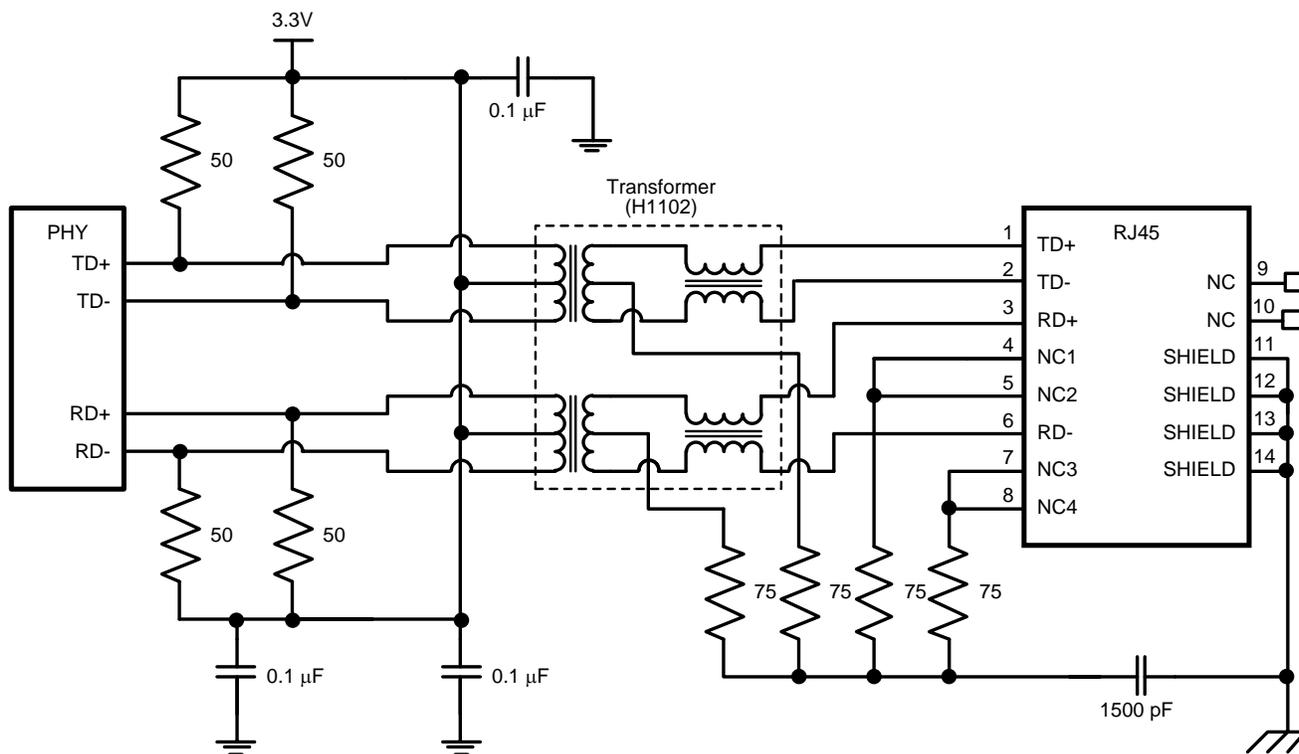 3.3V
0.1 μF
50
50
Transformer
(H1102)
PHY
TD+
TD-
RD+
RD-
1
2
3
4
5
6
7
8
TD+
TD-
RD+
NC1
NC2
RD-
NC3
NC4
RJ45
NC
NC
SHIELD
SHIELD
SHIELD
SHIELD
9
10
11
12
13
14
50
50
75
75
75
75
0.1 μF
0.1 μF
1500 pF